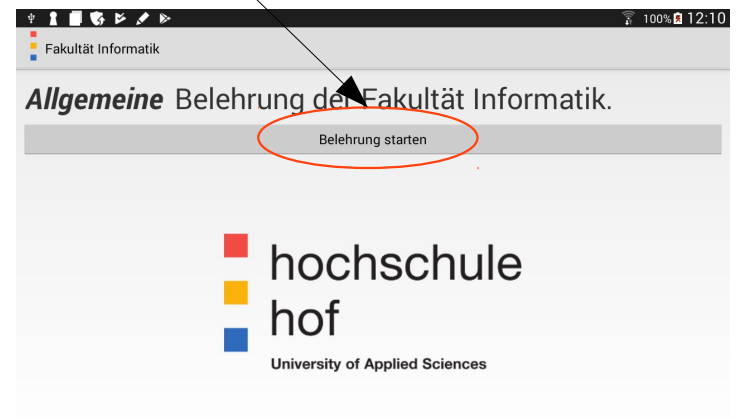 100% 12:10
Fakultät Informatik
Allgemeine Belehrung der Fakultät Informatik.
Belehrung starten
hochschule
hof
University of Applied Sciences